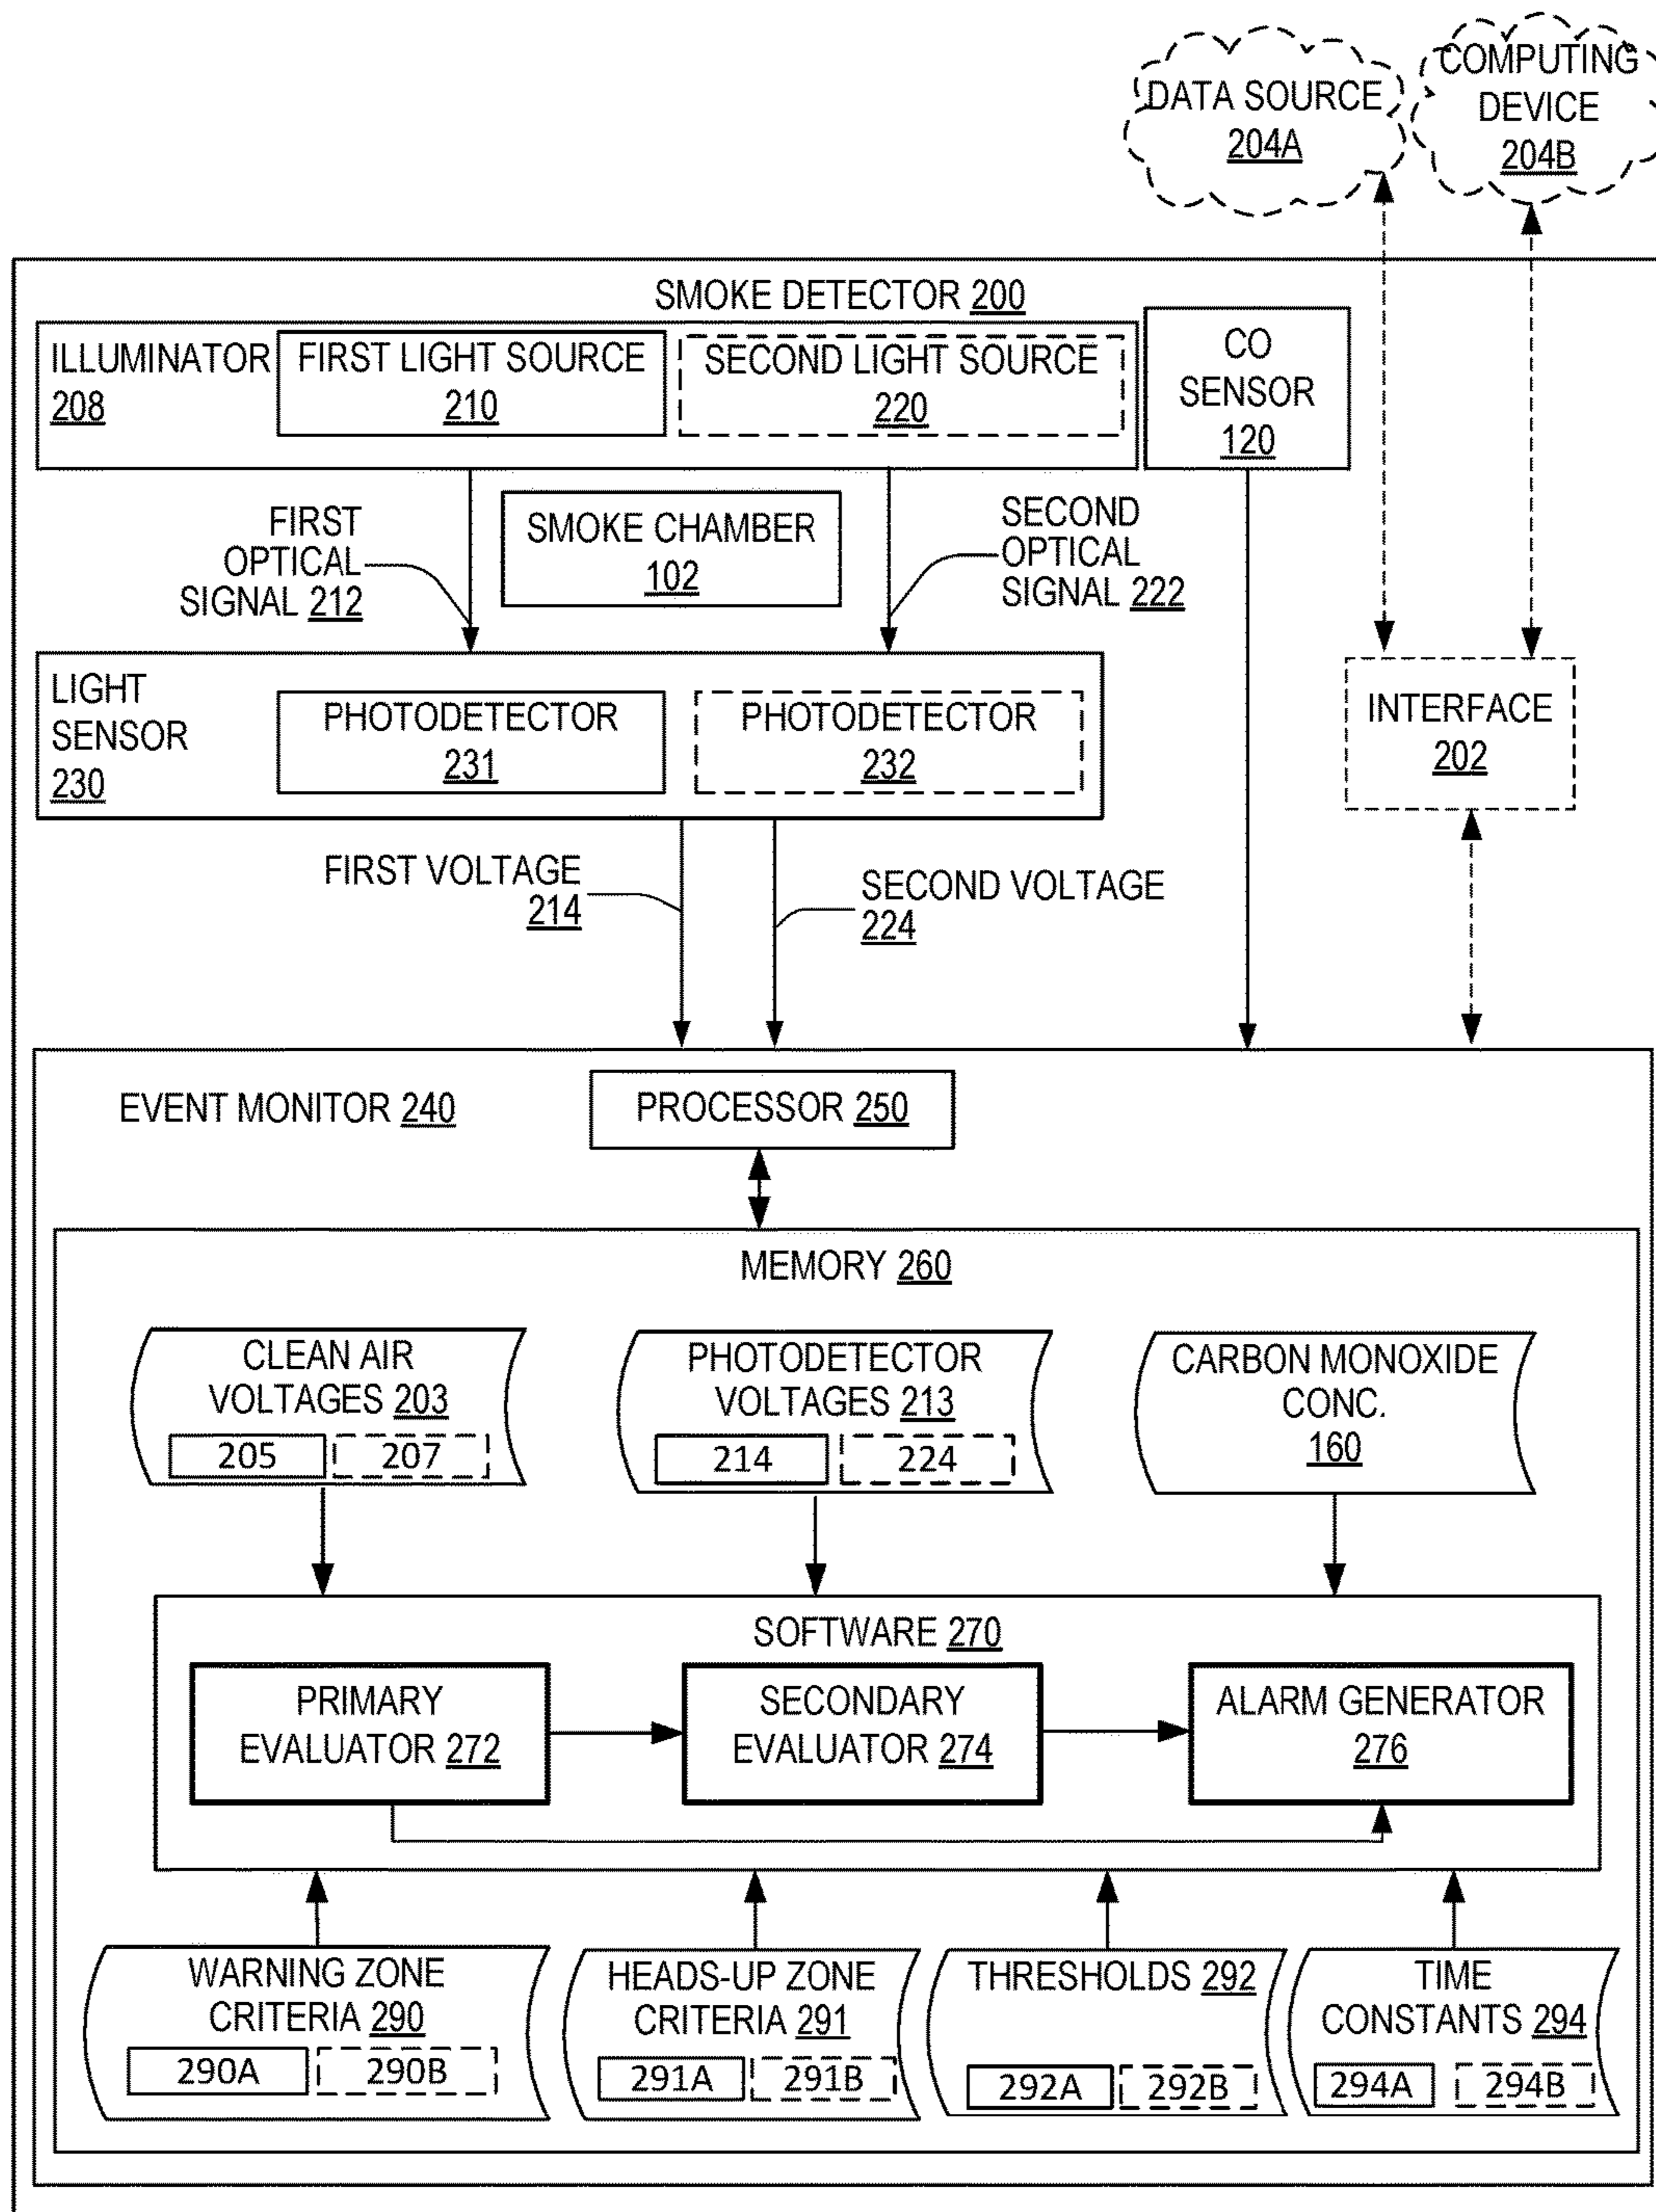 DATA SOURCE
204A
COMPUTING
DEVICE
204B
SMOKE DETECTOR 200
ILLUMINATOR
208
FIRST LIGHT SOURCE
210
SECOND LIGHT SOURCE
220
CO
SENSOR
120
FIRST
OPTICAL
SIGNAL 212
SMOKE CHAMBER
102
SECOND
OPTICAL
SIGNAL 222
LIGHT
SENSOR
230
PHOTODETECTOR
231
PHOTODETECTOR
232
INTERFACE
202
FIRST VOLTAGE
214
SECOND VOLTAGE
224
EVENT MONITOR 240
PROCESSOR 250
MEMORY 260
CLEAN AIR
VOLTAGES 203
205
207
PHOTODETECTOR
VOLTAGES 213
214
224
CARBON MONOXIDE
CONC.
160
SOFTWARE 270
PRIMARY
EVALUATOR 272
SECONDARY
EVALUATOR 274
ALARM GENERATOR
276
WARNING ZONE
CRITERIA 290
290A
290B
HEADS-UP ZONE
CRITERIA 291
291A
291B
THRESHOLDS 292
292A
292B
TIME
CONSTANTS 294
294A
294B